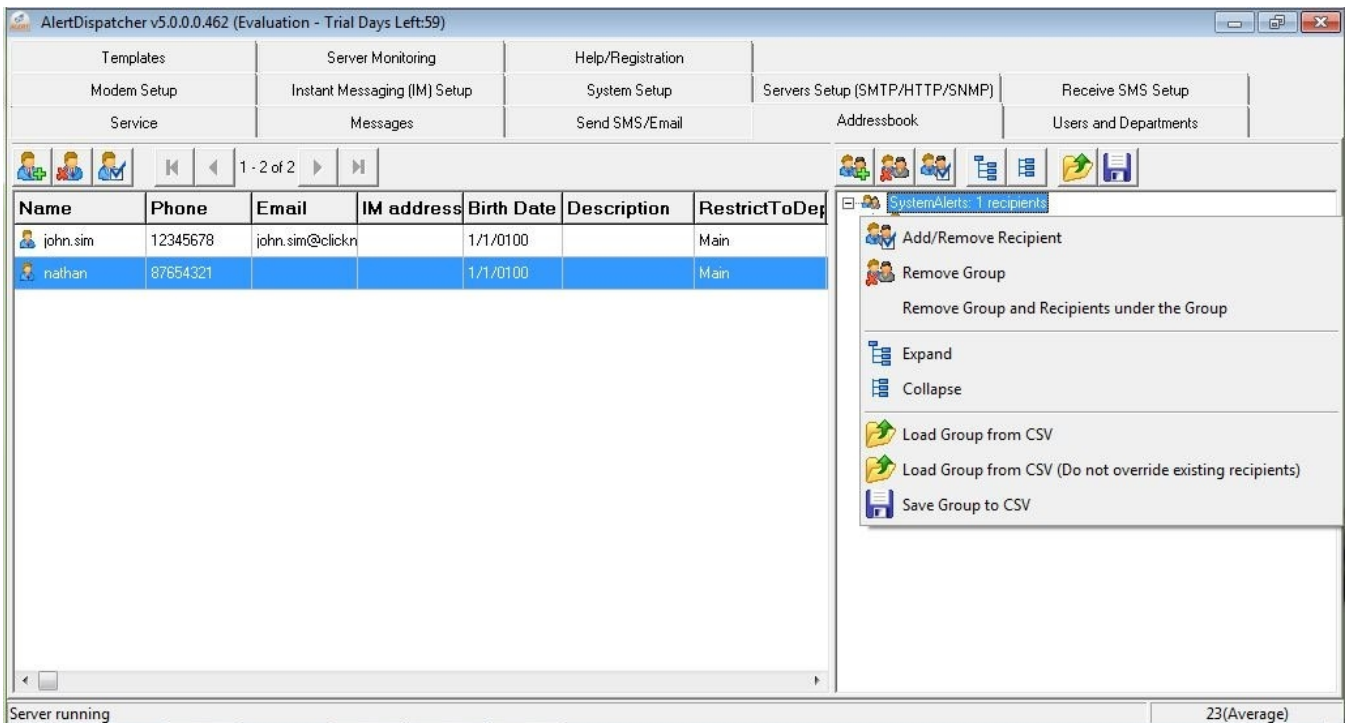 AlertDispatcher v5.0.0.0.462 (Evaluation - Trial Days Left:59)
Templates Server Monitoring Help/Registration
Modem Setup Instant Messaging (IM) Setup System Setup Servers Setup (SMTP/HTTP/SNMP) Receive SMS Setup
Service Messages Send SMS/Email Addressbook Users and Departments
1 - 2 of 2
Name Phone Email IM address Birth Date Description RestrictToDep
john.sim 12345678 john.sim@clickn 1/1/0100 Main
nathan 87654321 1/1/0100 Main
SystemAlerts: 1 recipients
Add/Remove Recipient
Remove Group
Remove Group and Recipients under the Group
Expand
Collapse
Load Group from CSV
Load Group from CSV (Do not override existing recipients)
Save Group to CSV
Server running 23(Average)